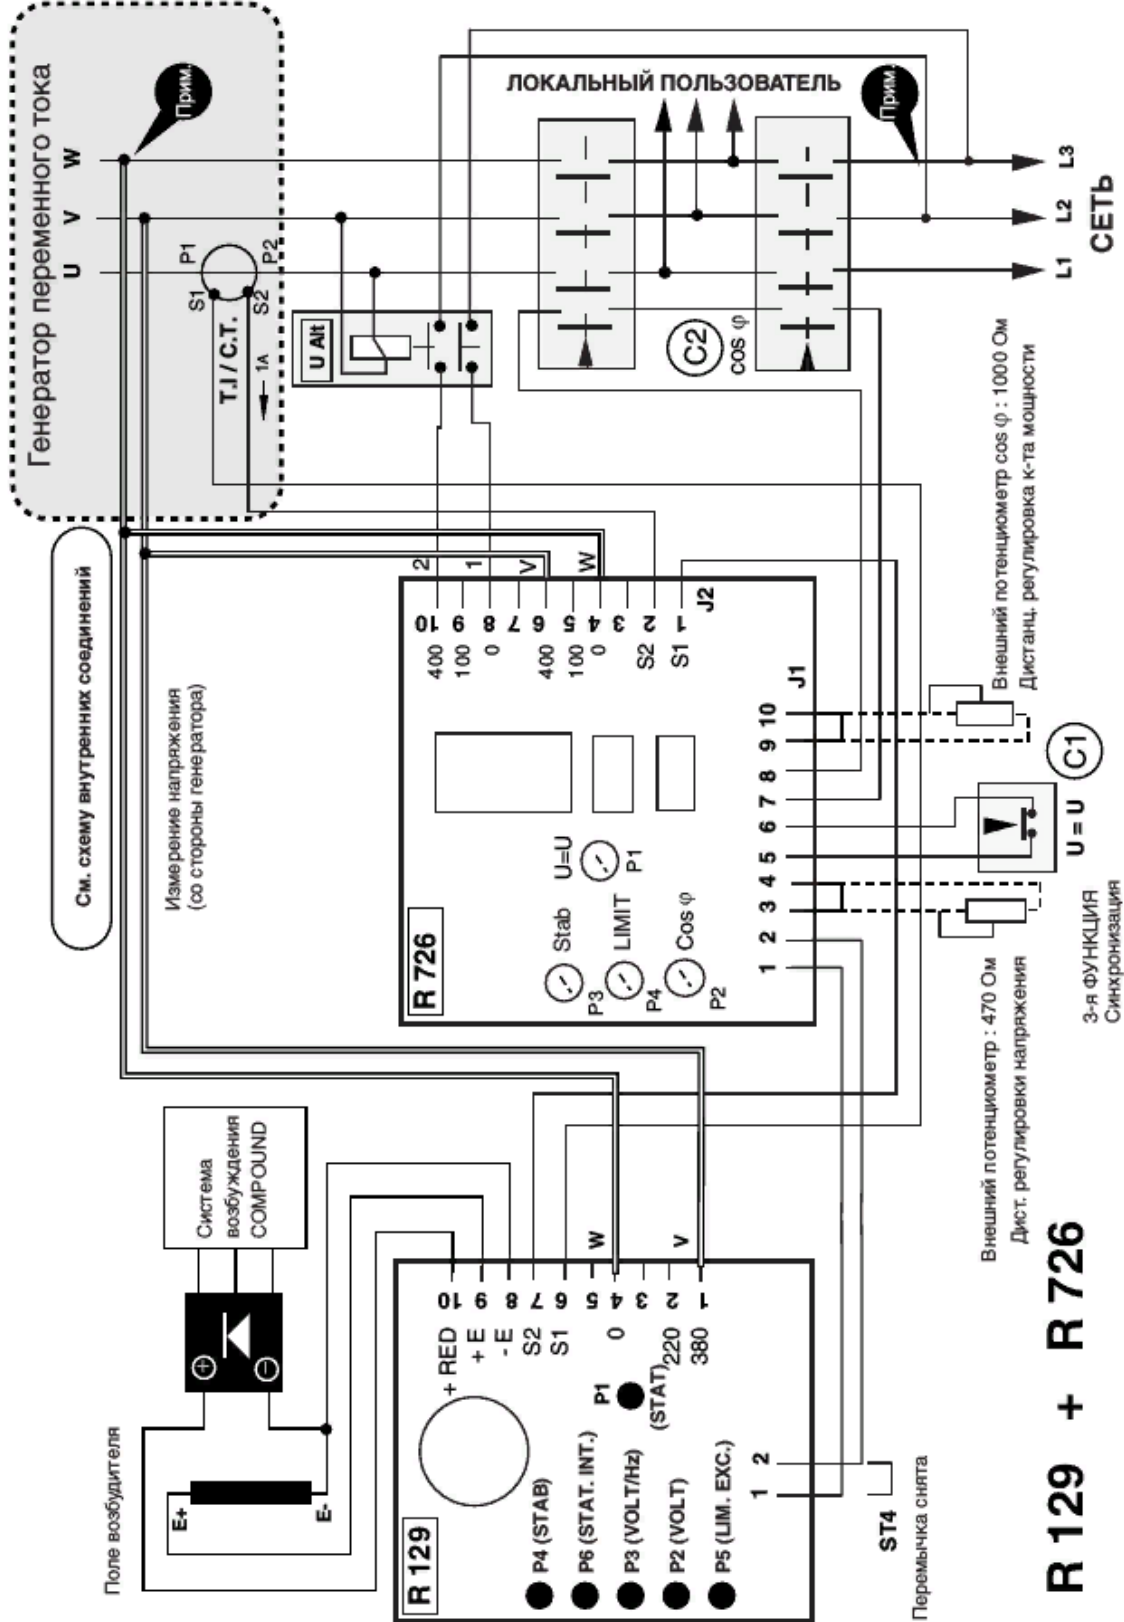 Генератор переменного тока
Прим.
W
V
U
P1
P2
S1
S2
T.I / C.T.
1A
U Alt
ЛОКАЛЬНЫЙ ПОЛЬЗОВАТЕЛЬ
Прим.
C2
cos φ
L3
L2
L1
СЕТЬ
См. схему внутренних соединений
Измерение напряжения
(со стороны генератора)
2
1
V
W
J2
10
9
8
7
6
5
4
3
2
1
400
100
0
400
100
0
S2
S1
R 726
Stab
P3
LIMIT
P4
Cos φ
P2
U=U
P1
J1
1
2
3
4
5
6
7
8
9
10
Внешний потенциометр cos φ : 1000 Ом
Дистанц. регулировка к-та мощности
C1
U = U
3-я ФУНКЦИЯ
Синхронизация
Внешний потенциометр : 470 Ом
Дист. регулировки напряжения
Система
возбуждения
COMPOUND
+
−
Поле возбудителя
E+
E-
W
V
10
9
8
7
6
5
4
3
2
1
+ RED
+ E
- E
S2
S1
0
220
380
R 129
P1
(STAT)
P4 (STAB)
P6 (STAT. INT.)
P3 (VOLT/Hz)
P2 (VOLT)
P5 (LIM. EXC.)
1
2
ST4
Перемычка снята
R 129 + R 726